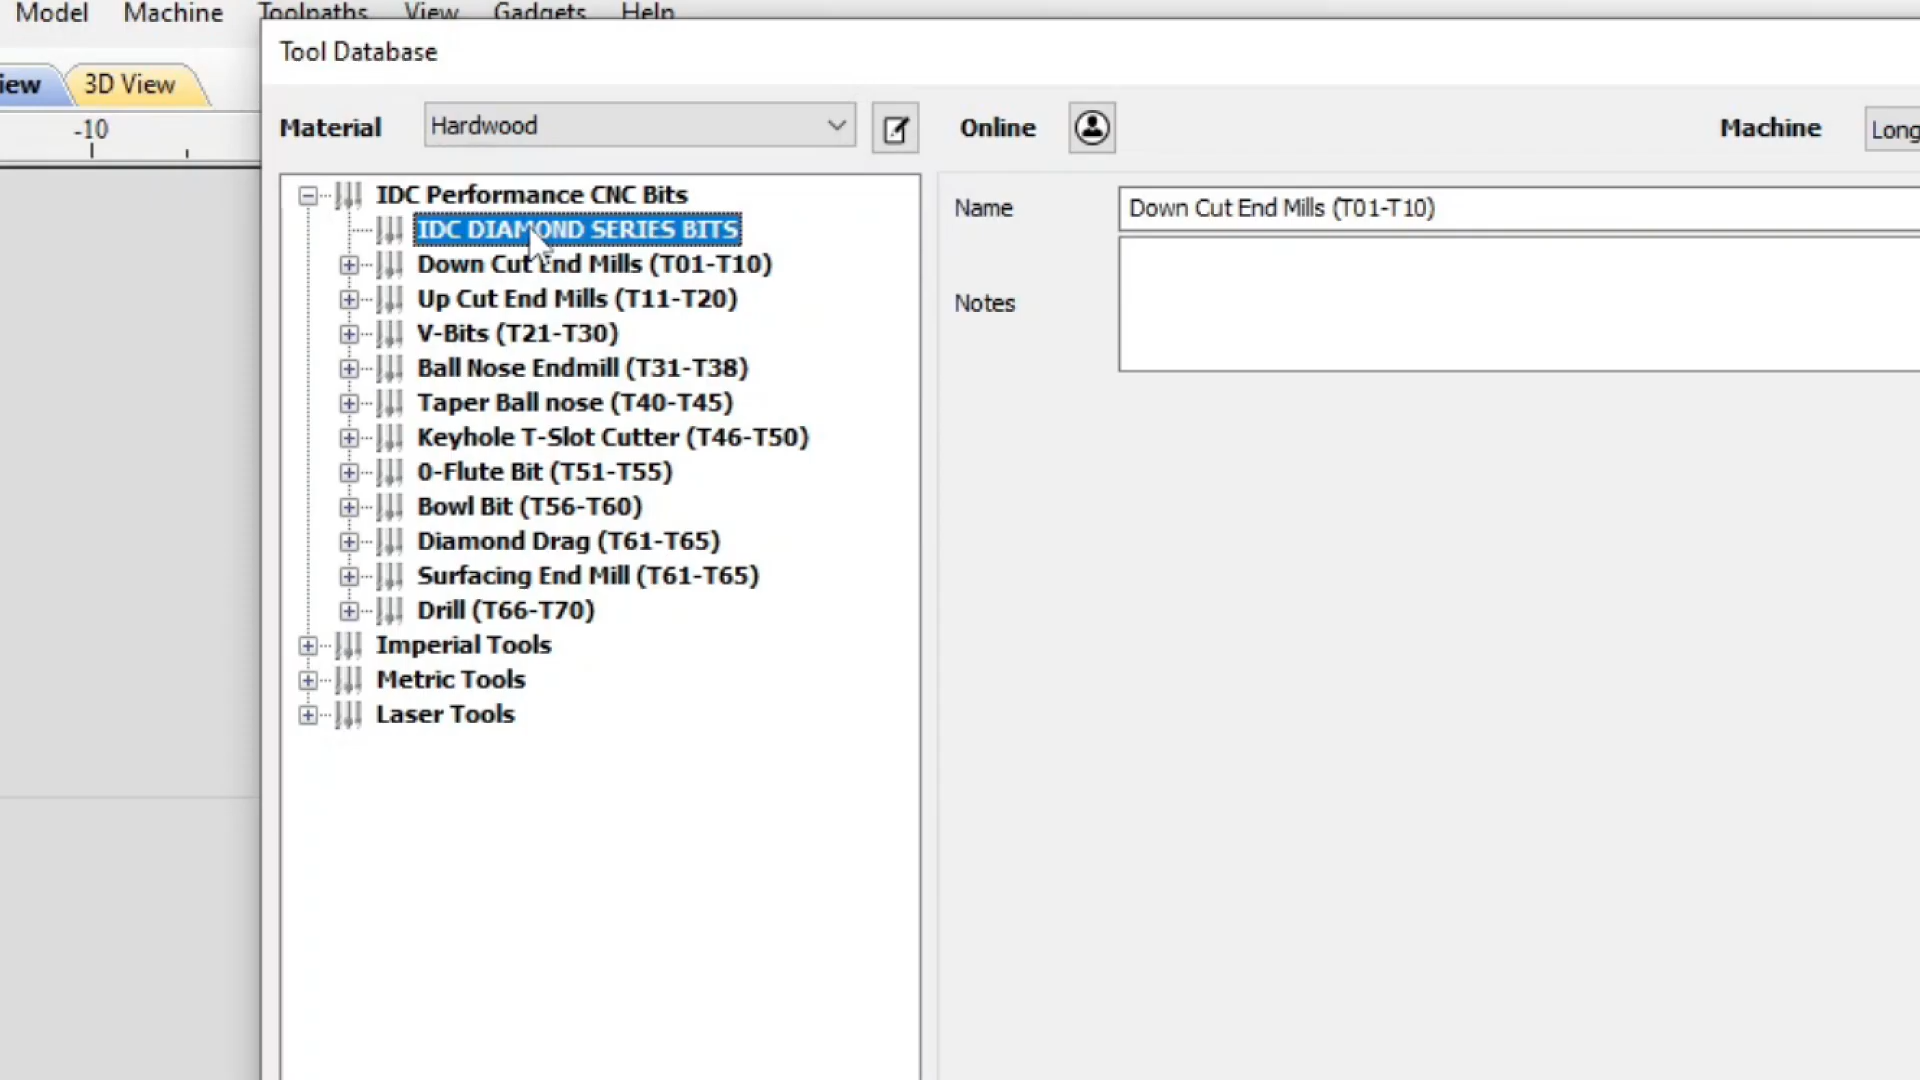 Model Machine Toolpaths View Gadgets Help
Tool Database
iew 3D View
-10
Material Hardwood Online Machine Long
IDC Performance CNC Bits
IDC DIAMOND SERIES BITS
Down Cut End Mills (T01-T10)
Up Cut End Mills (T11-T20)
V-Bits (T21-T30)
Ball Nose Endmill (T31-T38)
Taper Ball nose (T40-T45)
Keyhole T-Slot Cutter (T46-T50)
0-Flute Bit (T51-T55)
Bowl Bit (T56-T60)
Diamond Drag (T61-T65)
Surfacing End Mill (T61-T65)
Drill (T66-T70)
Imperial Tools
Metric Tools
Laser Tools
Name Down Cut End Mills (T01-T10)
Notes